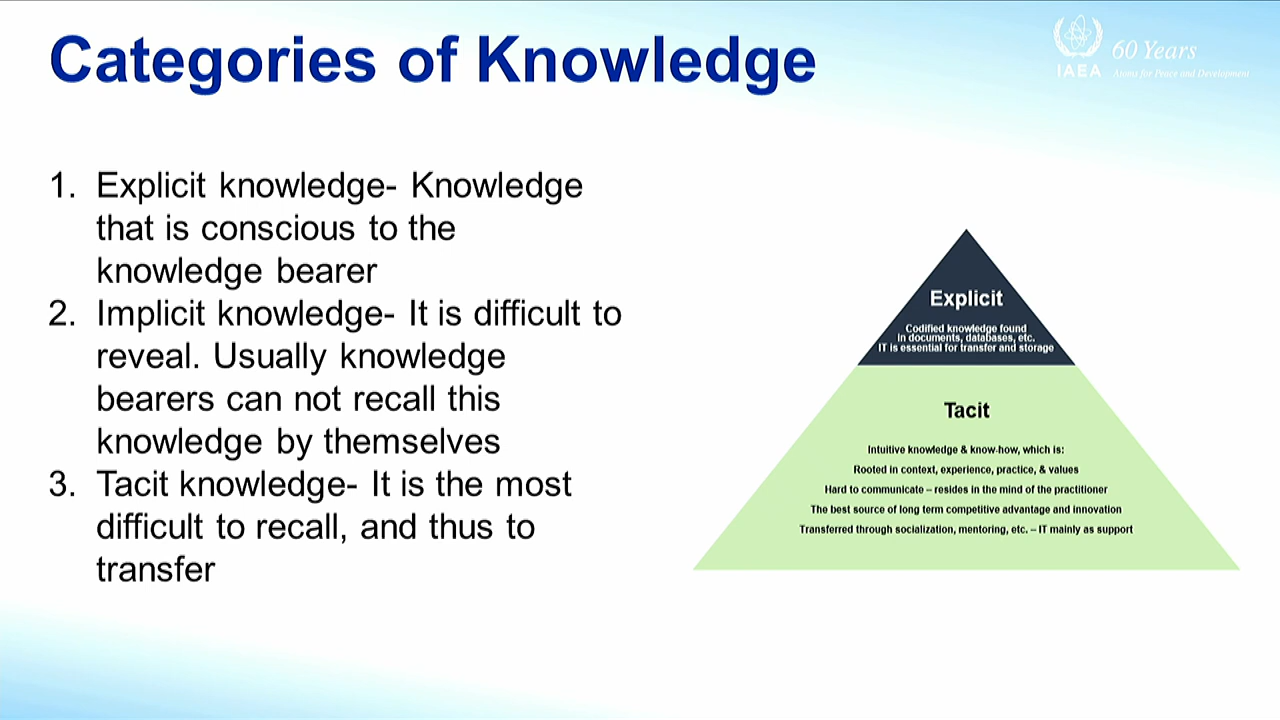 Categories of Knowledge
IAEA
60 Years
Atoms for Peace and Development
1. Explicit knowledge- Knowledge
that is conscious to the
knowledge bearer
2. Implicit knowledge- It is difficult to
reveal. Usually knowledge
bearers can not recall this
knowledge by themselves
3. Tacit knowledge- It is the most
difficult to recall, and thus to
transfer
Explicit
Codified knowledge found
in documents, databases, etc.
IT is essential for transfer and storage
Tacit
Intuitive knowledge & know-how, which is:
Rooted in context, experience, practice, & values
Hard to communicate – resides in the mind of the practitioner
The best source of long term competitive advantage and innovation
Transferred through socialization, mentoring, etc. – IT mainly as support